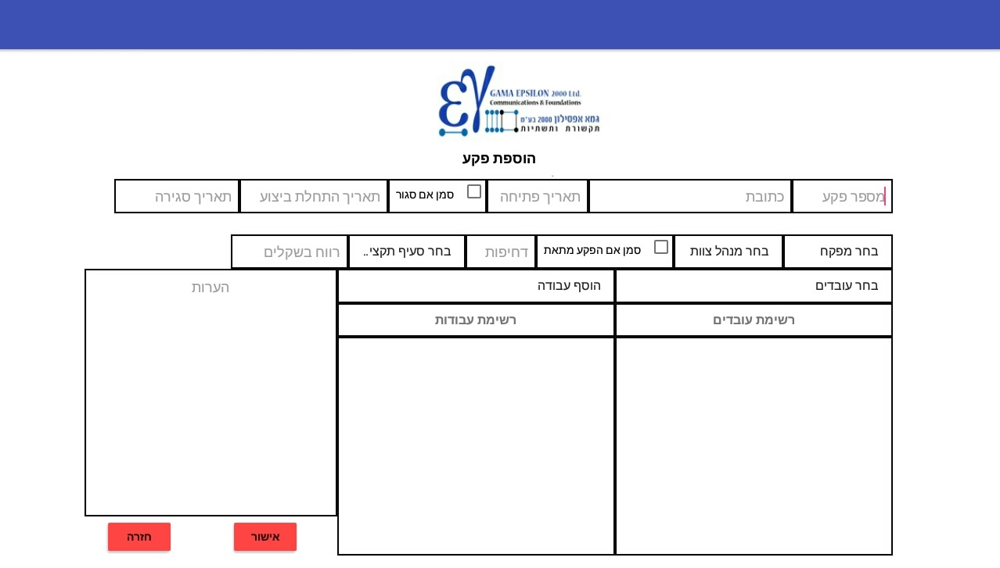 GAMA EPSILON 2000 Ltd.
Communications & Foundations
גמא אפסילון 2000 בע"מ
תקשורת ותשתיות
הוספת פקע
מספר פקע
כתובת
תאריך פתיחה
סמן אם סגור
תאריך התחלת ביצוע
תאריך סגירה
בחר מפקח
בחר מנהל צוות
סמן אם הפקע מתאת
דחיפות
בחר סעיף תקצי..
רווח בשקלים
בחר עובדים
הוסף עבודה
הערות
רשימת עובדים
רשימת עבודות
אישור
חזרה